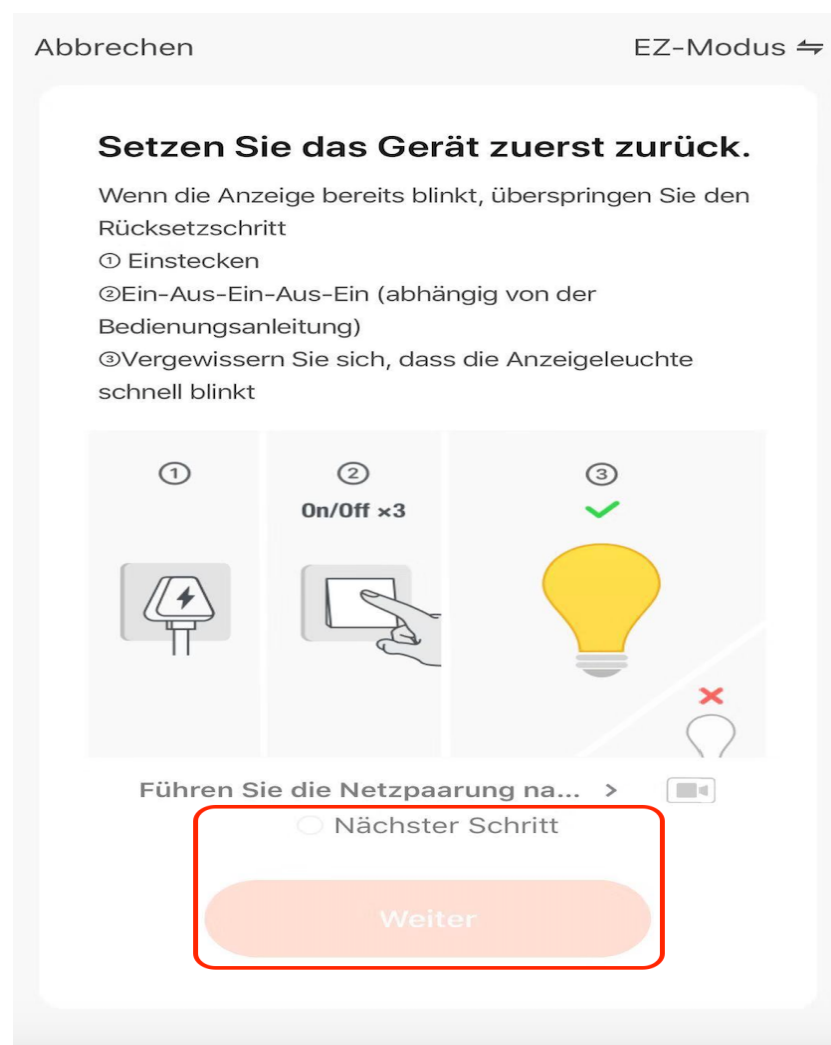 Abbrechen
EZ-Modus ⇋
Setzen Sie das Gerät zuerst zurück.
Wenn die Anzeige bereits blinkt, überspringen Sie den
Rücksetzschritt
① Einstecken
②Ein-Aus-Ein-Aus-Ein (abhängig von der
Bedienungsanleitung)
③Vergewissern Sie sich, dass die Anzeigeleuchte
schnell blinkt
①
②
③
On/Off ×3
Führen Sie die Netzpaarung na... >
Nächster Schritt
Weiter